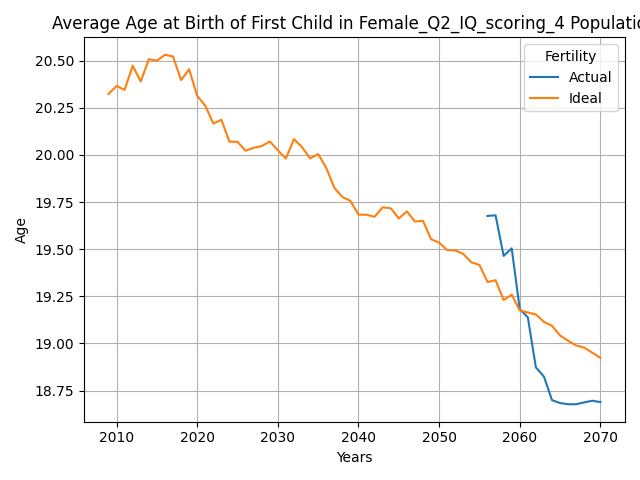 Average Age at Birth of First Child in Female_Q2_IQ_scoring_4 Populatio
Fertility
Actual
Ideal
20.50
20.25
20.00
19.75
19.50
19.25
19.00
18.75
Age
2010 2020 2030 2040 2050 2060 2070
Years